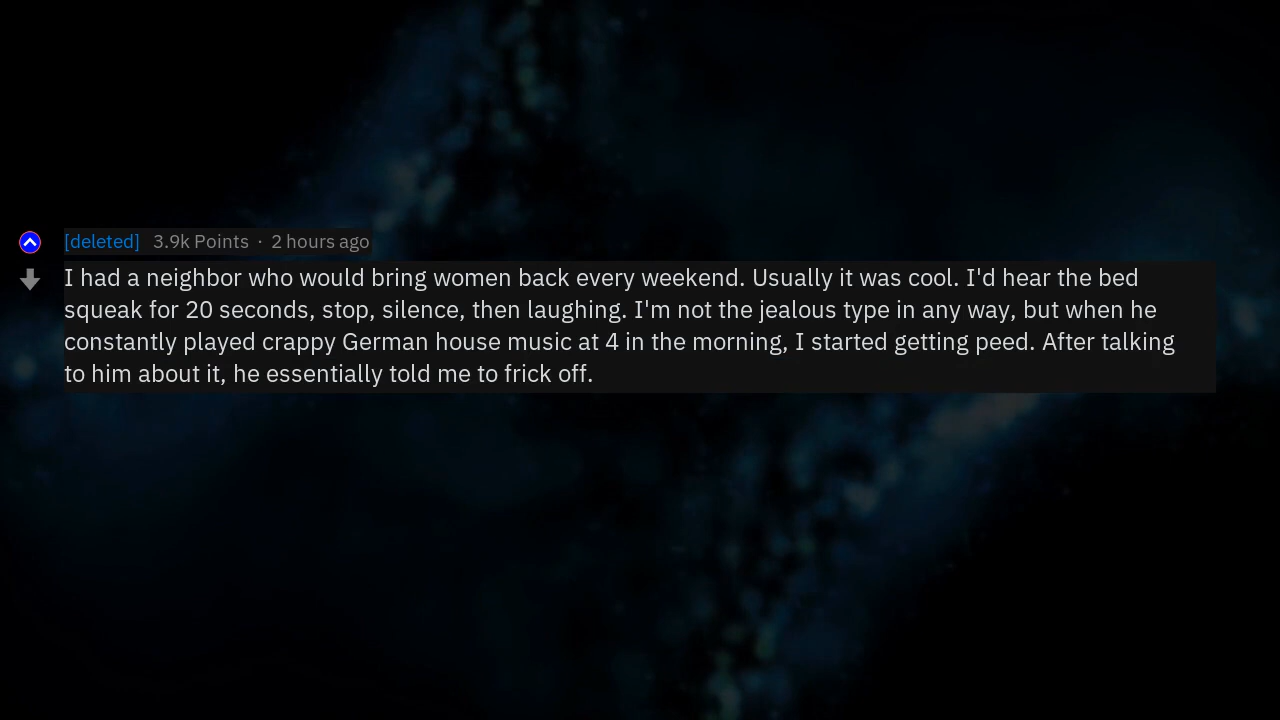 [deleted] 3.9k Points · 2 hours ago
I had a neighbor who would bring women back every weekend. Usually it was cool. I'd hear the bed
squeak for 20 seconds, stop, silence, then laughing. I'm not the jealous type in any way, but when he
constantly played crappy German house music at 4 in the morning, I started getting peed. After talking
to him about it, he essentially told me to frick off.